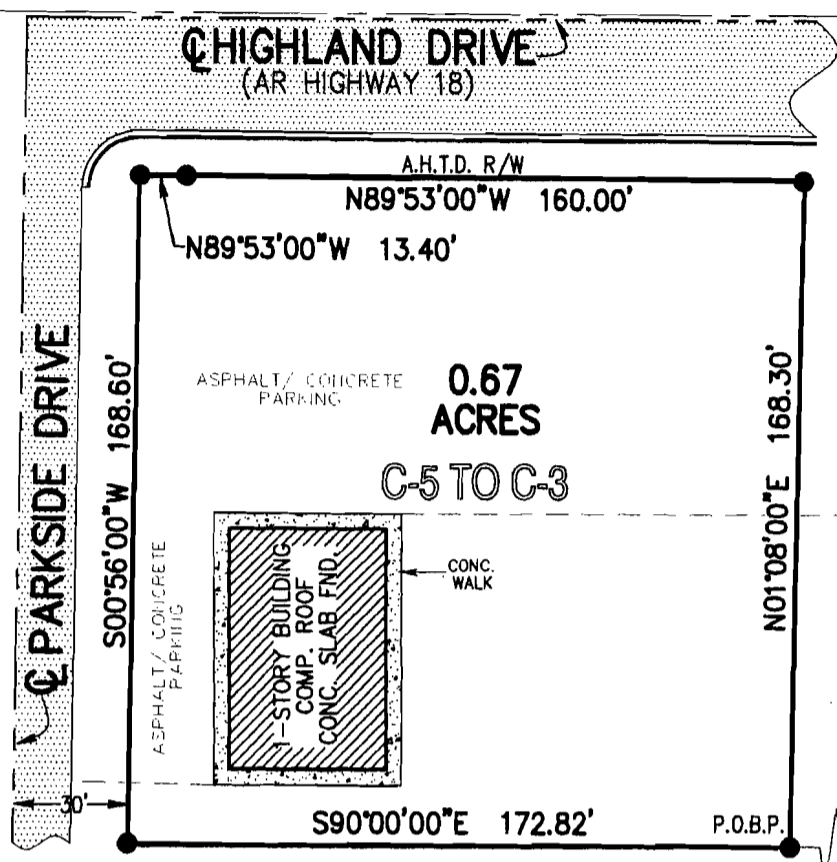 ℄ HIGHLAND DRIVE
(AR HIGHWAY 18)
A.H.T.D. R/W
N89°53'00"W 160.00'
N89°53'00"W 13.40'
℄ PARKSIDE DRIVE
S00°56'00"W 168.60'
ASPHALT/ CONCRETE
PARKING
0.67
ACRES
C-5 TO C-3
N01°08'00"E 168.30'
ASPHALT/ CONCRETE
PARKING
1-STORY BUILDING
COMP. ROOF
CONC. SLAB FND.
CONC.
WALK
30'
S90°00'00"E 172.82'
P.O.B.P.